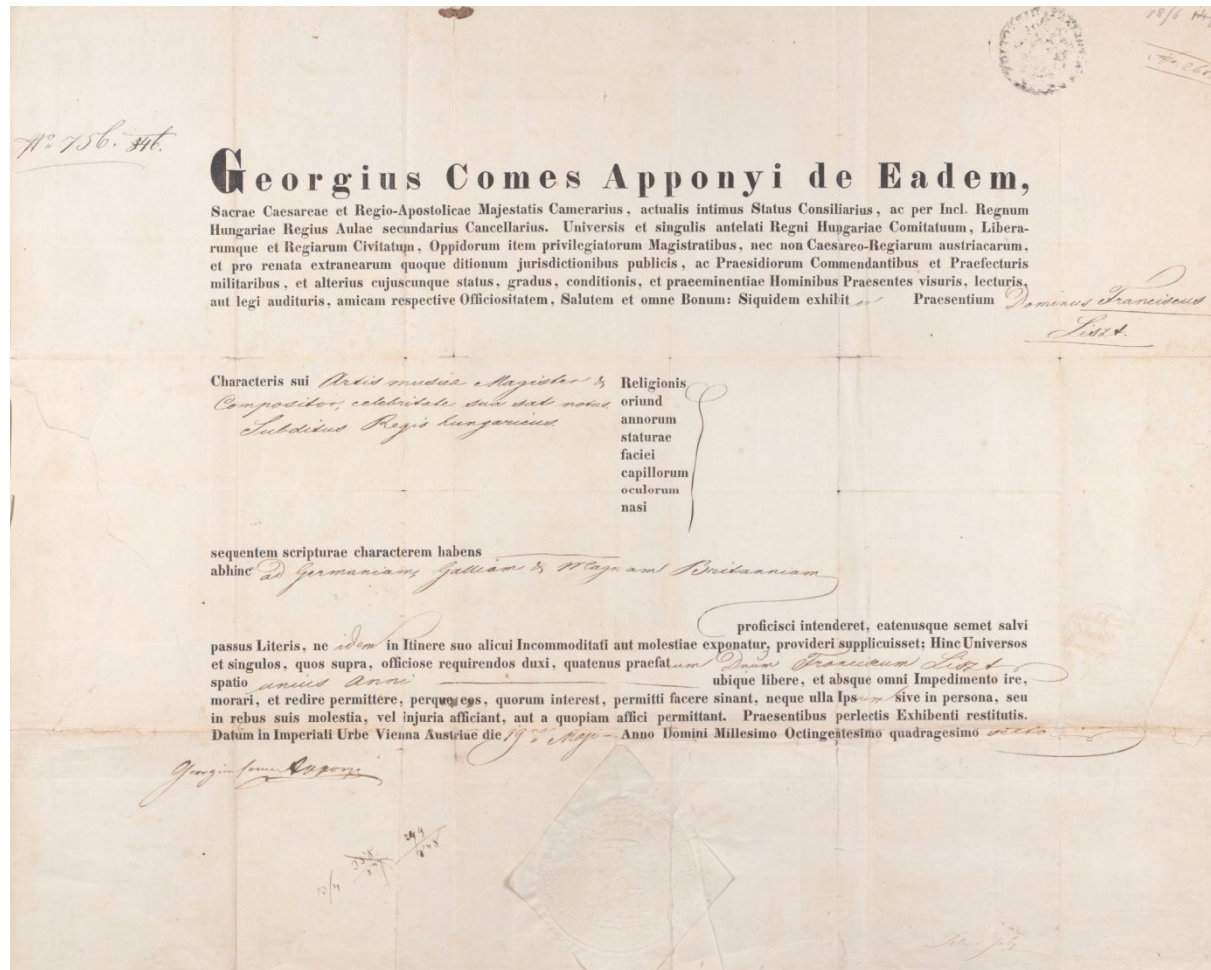 18/6
No 756. 846.
Georgius Comes Apponyi de Eadem,
Sacrae Caesareae et Regio-Apostolicae Majestatis Camerarius, actualis intimus Status Consiliarius, ac per Incl. Regnum
Hungariae Regius Aulae secundarius Cancellarius. Universis et singulis antelati Regni Hungariae Comitatuum, Libera-
rumque et Regiarum Civitatum, Oppidorum item privilegiatorum Magistratibus, nec non Caesareo-Regiarum austriacarum,
et pro renata extranearum quoque ditionum jurisdictionibus publicis, ac Praesidiorum Commendantibus et Praefecturis
militaribus, et alterius cujuscunque status, gradus, conditionis, et praeeminentiae Hominibus Praesentes visuris, lecturis,
aut legi audituris, amicam respective Officiositatem, Salutem et omne Bonum: Siquidem exhibitor Praesentium Dominus Franciscus
Liszt.
Characteris sui Artis musicae Magister &
Compositor, celebritate sua sat notus.
Subditus Regis hungaricus.
Religionis
oriund
annorum
staturae
faciei
capillorum
oculorum
nasi
sequentem scripturae characterem habens
abhinc ad Germaniam, Galliam & Magnam Britanniam
proficisci intenderet, eatenusque semet salvi
passus Literis, ne idem in Itinere suo alicui Incommoditati aut molestiae exponatur, provideri supplicuisset; Hinc Universos
et singulos, quos supra, officiose requirendos duxi, quatenus praefatum Dnum Franciscum Liszt
spatio unius Anni ubique libere, et absque omni Impedimento ire,
morari, et redire permittere, perque eos, quorum interest, permitti facere sinant, neque ulla Ipsum sive in persona, seu
in rebus suis molestia, vel injuria afficiant, aut a quopiam affici permittant. Praesentibus perlectis Exhibenti restitutis.
Datum in Imperiali Urbe Vienna Austriae die 19a Maji Anno Domini Millesimo Octingentesimo quadragesimo sexto
Georgius Comes Apponyi